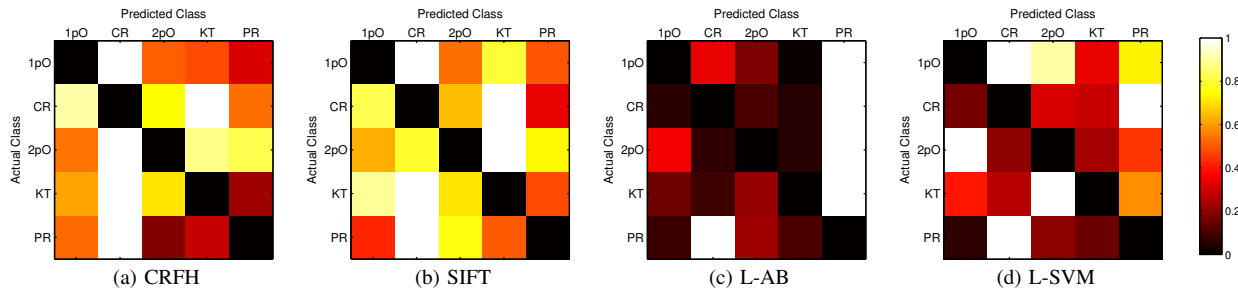 Predicted Class
1pO CR 2pO KT PR
Actual Class
1pO
CR
2pO
KT
PR
(a) CRFH
Predicted Class
1pO CR 2pO KT PR
Actual Class
1pO
CR
2pO
KT
PR
(b) SIFT
Predicted Class
1pO CR 2pO KT PR
Actual Class
1pO
CR
2pO
KT
PR
(c) L-AB
Predicted Class
1pO CR 2pO KT PR
Actual Class
1pO
CR
2pO
KT
PR
(d) L-SVM
1
0.8
0.6
0.4
0.2
0